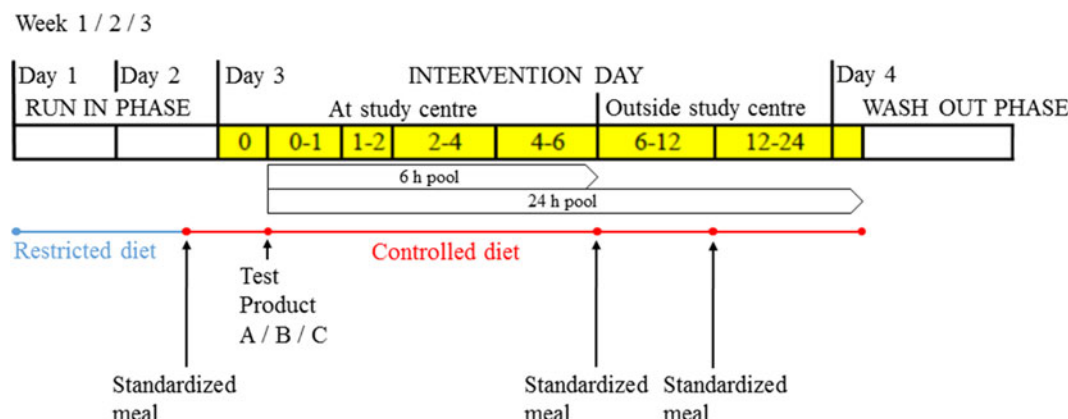 Week 1 / 2 / 3
Day 1 Day 2 Day 3 INTERVENTION DAY Day 4
RUN IN PHASE At study centre Outside study centre WASH OUT PHASE
0 0-1 1-2 2-4 4-6 6-12 12-24
6 h pool
24 h pool
Restricted diet Controlled diet
Test
Product
A / B / C
Standardized Standardized Standardized
meal meal meal